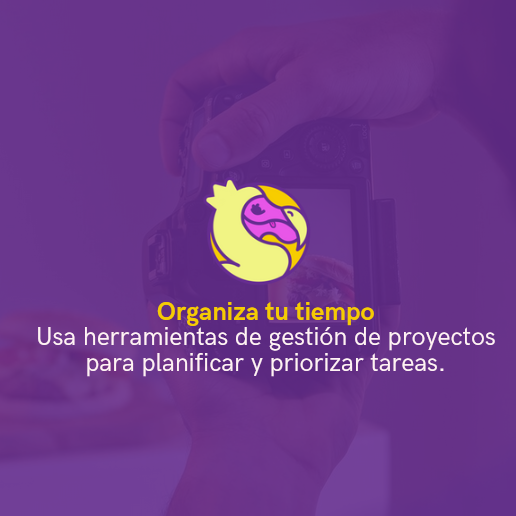 Organiza tu tiempo
Usa herramientas de gestión de proyectos
para planificar y priorizar tareas.